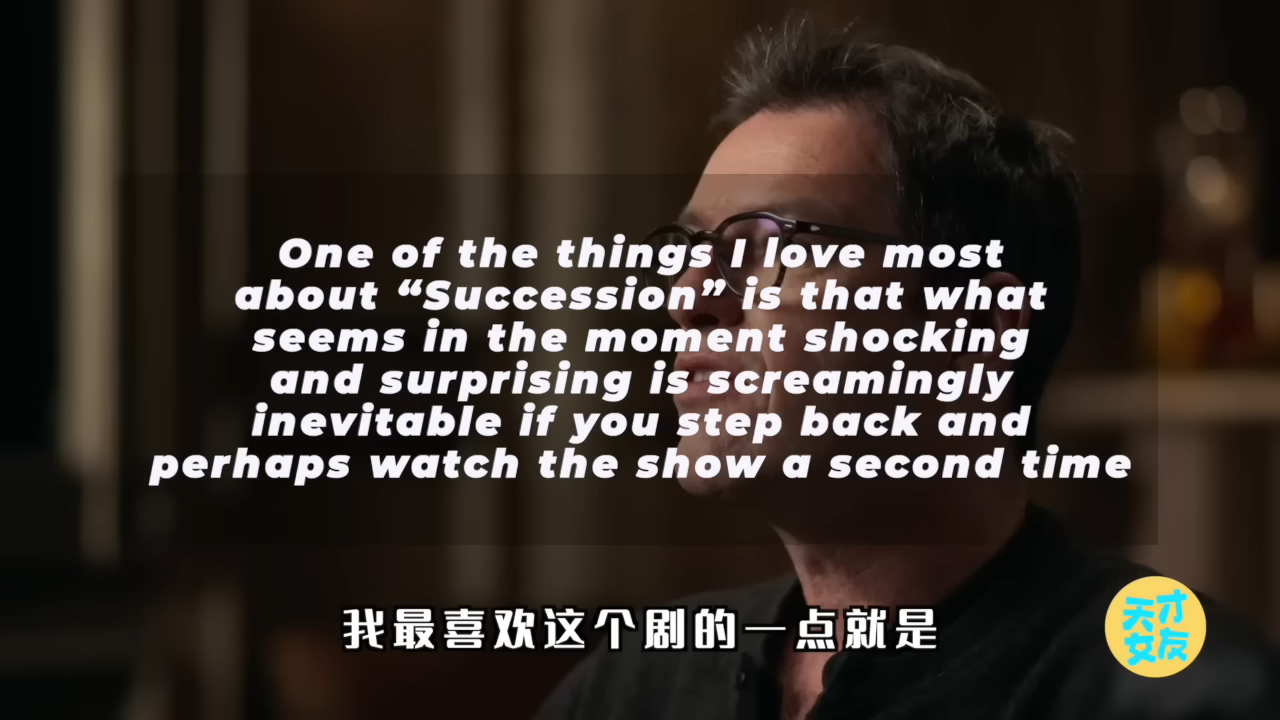 One of the things I love most
about “Succession” is that what
seems in the moment shocking
and surprising is screamingly
inevitable if you step back and
perhaps watch the show a second time
我最喜欢这个剧的一点就是
天才
女友